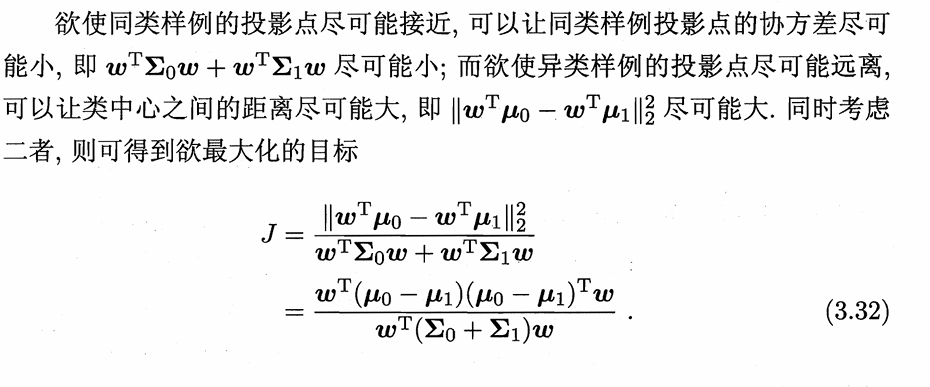 欲使同类样例的投影点尽可能接近, 可以让同类样例投影点的协方差尽可
能小, 即 $\boldsymbol{w}^{\mathrm{T}}\boldsymbol{\Sigma}_0\boldsymbol{w} + \boldsymbol{w}^{\mathrm{T}}\boldsymbol{\Sigma}_1\boldsymbol{w}$ 尽可能小; 而欲使异类样例的投影点尽可能远离,
可以让类中心之间的距离尽可能大, 即 $\|\boldsymbol{w}^{\mathrm{T}}\boldsymbol{\mu}_0 - \boldsymbol{w}^{\mathrm{T}}\boldsymbol{\mu}_1\|_2^2$ 尽可能大. 同时考虑
二者, 则可得到欲最大化的目标
$J = \frac{\|\boldsymbol{w}^{\mathrm{T}}\boldsymbol{\mu}_0 - \boldsymbol{w}^{\mathrm{T}}\boldsymbol{\mu}_1\|_2^2}{\boldsymbol{w}^{\mathrm{T}}\boldsymbol{\Sigma}_0\boldsymbol{w} + \boldsymbol{w}^{\mathrm{T}}\boldsymbol{\Sigma}_1\boldsymbol{w}}$
$= \frac{\boldsymbol{w}^{\mathrm{T}}(\boldsymbol{\mu}_0 - \boldsymbol{\mu}_1)(\boldsymbol{\mu}_0 - \boldsymbol{\mu}_1)^{\mathrm{T}}\boldsymbol{w}}{\boldsymbol{w}^{\mathrm{T}}(\boldsymbol{\Sigma}_0 + \boldsymbol{\Sigma}_1)\boldsymbol{w}}$ . (3.32)